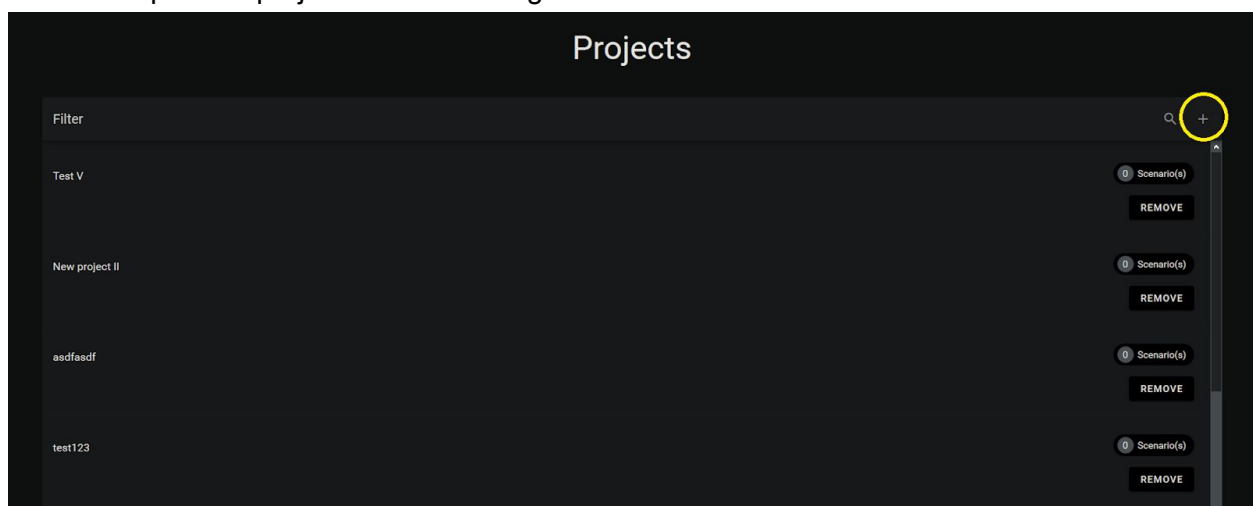 Projects
Filter
Test V
0 Scenario(s)
REMOVE
New project II
0 Scenario(s)
REMOVE
asdfasdf
0 Scenario(s)
REMOVE
test123
0 Scenario(s)
REMOVE